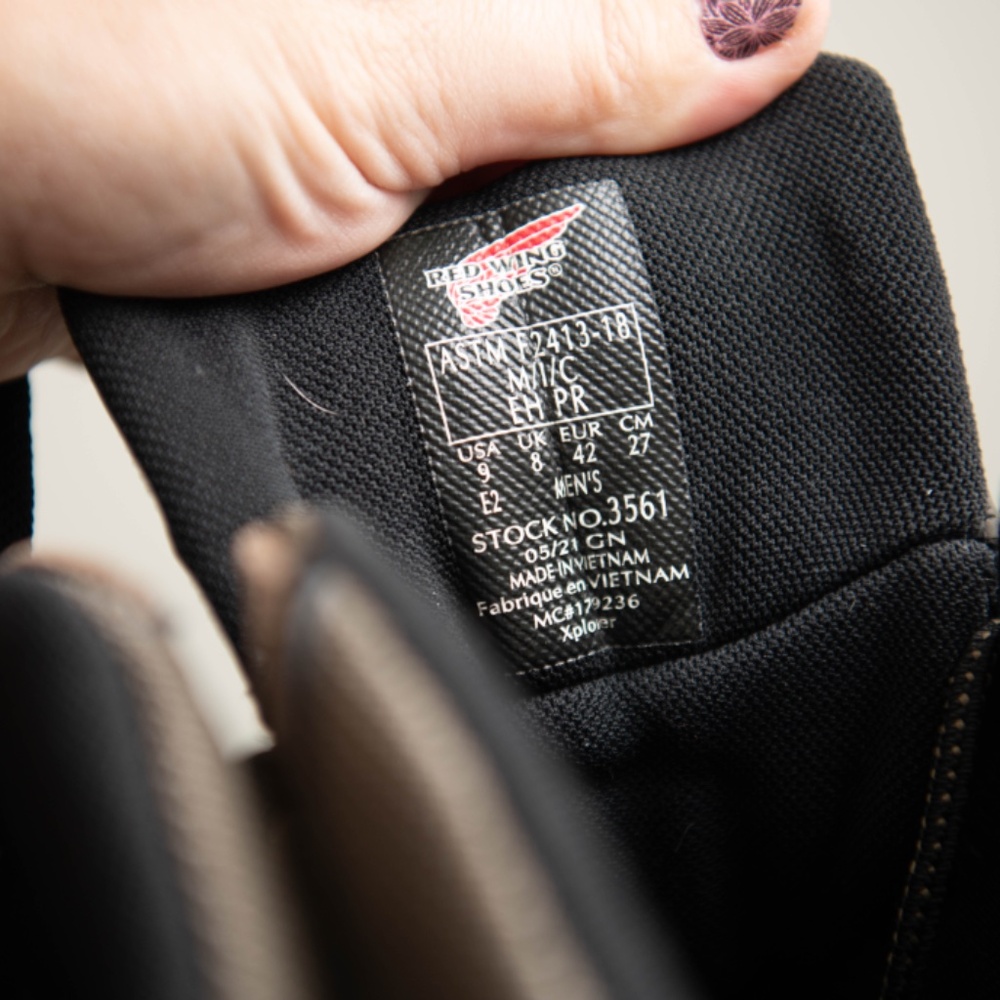 RED WING
SHOES®
ASTM F2413-18
M/I/C
EH PR
USA UK EUR CM
9 8 42 27
E2 MEN'S
STOCK NO.3561
05/21 GN
MADE IN VIETNAM
Fabrique en VIETNAM
MC#179236
Xplorer